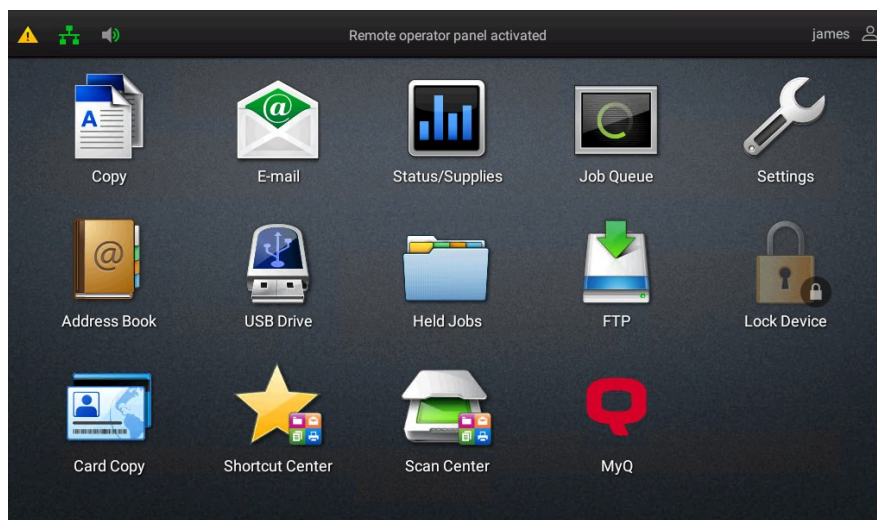 Remote operator panel activated
james
Copy
E-mail
Status/Supplies
Job Queue
Settings
Address Book
USB Drive
Held Jobs
FTP
Lock Device
Card Copy
Shortcut Center
Scan Center
MyQ